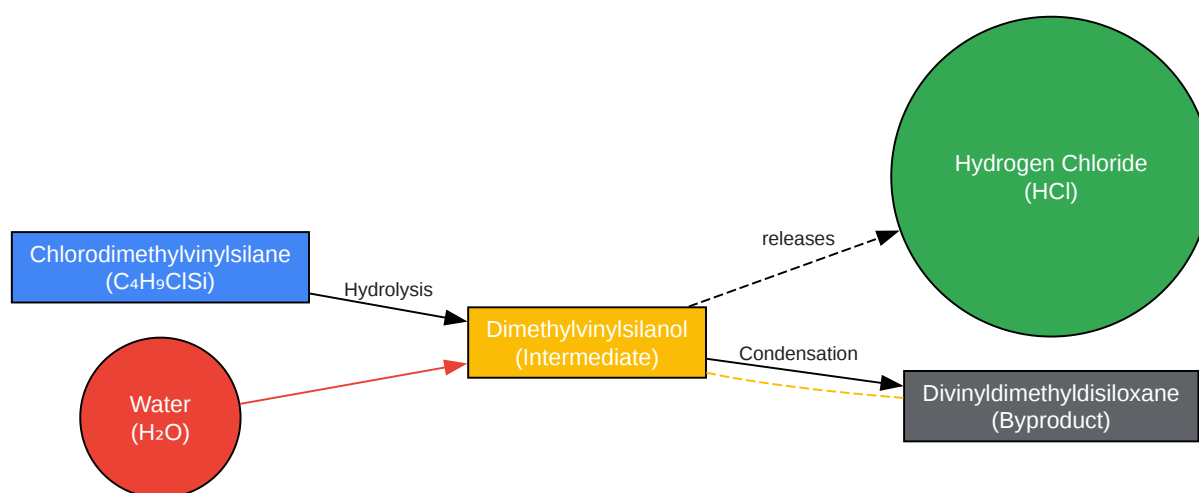 Hydrogen Chloride
(HCl)
releases
Chlorodimethylvinylsilane
(C₄H₉ClSi)
Hydrolysis
Dimethylvinylsilanol
(Intermediate)
Condensation
Divinyldimethyldisiloxane
(Byproduct)
Water
(H₂O)